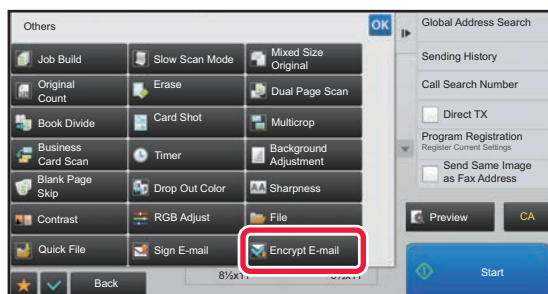 Others
OK
Job Build
Slow Scan Mode
Mixed Size
Original
Original
Count
Erase
Dual Page Scan
Book Divide
Card Shot
Multicrop
Business
Card Scan
Timer
Background
Adjustment
Blank Page
Skip
Drop Out Color
AA Sharpness
Contrast
RGB Adjust
File
Quick File
Sign E-mail
Encrypt E-mail
Back
8½x11
Global Address Search
Sending History
Call Search Number
Direct TX
Program Registration
Register Current Settings
Send Same Image
as Fax Address
Preview
CA
Start